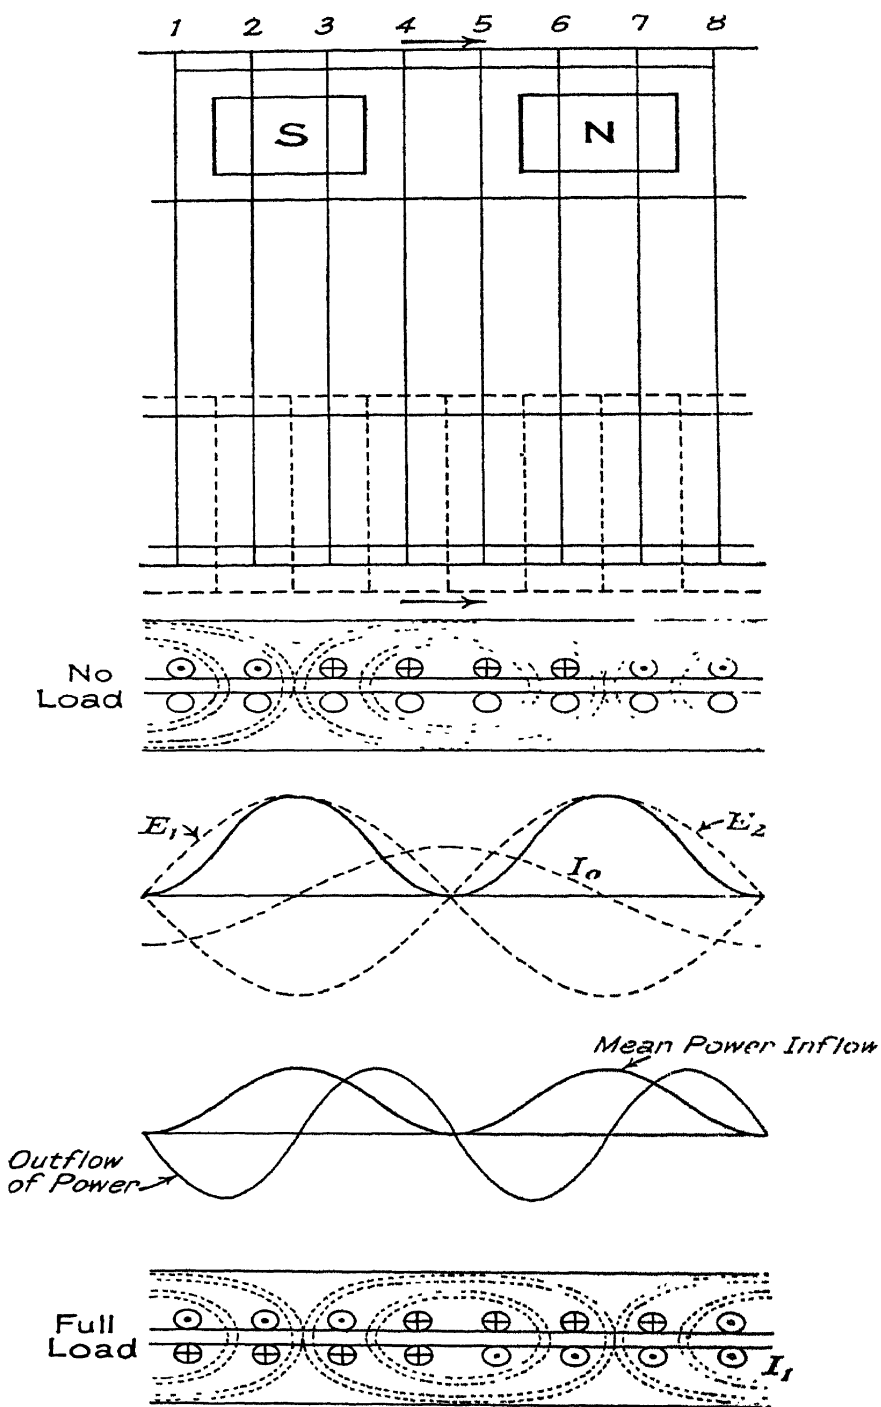 1 2 3 4 5 6 7 8
S N
No
Load
E₁ E₂
I₀
Mean Power Inflow
Outflow
of Power
Full
Load
I₁